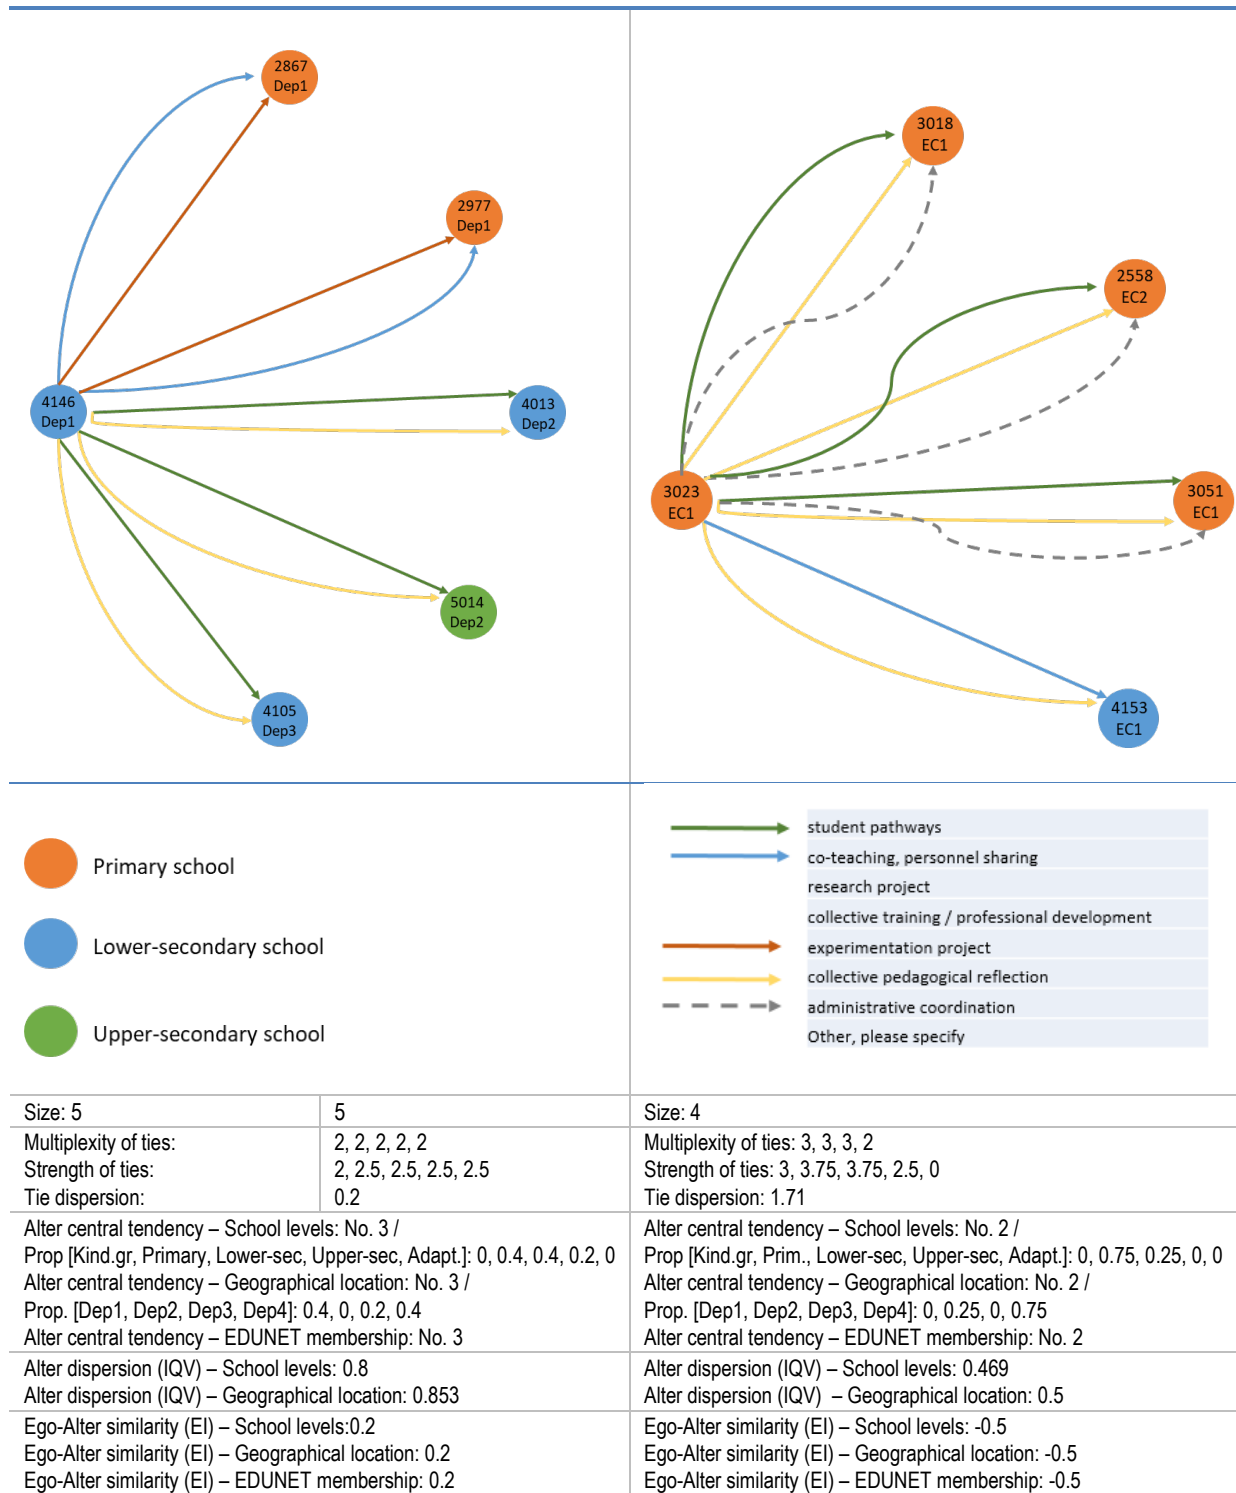 2867
Dep1
2977
Dep1
4146
Dep1
4013
Dep2
5014
Dep2
4105
Dep3
3018
EC1
2558
EC2
3023
EC1
3051
EC1
4153
EC1
Primary school
Lower-secondary school
Upper-secondary school
student pathways
co-teaching, personnel sharing
research project
collective training / professional development
experimentation project
collective pedagogical reflection
administrative coordination
Other, please specify
Size: 5
5
Size: 4
Multiplexity of ties:
2, 2, 2, 2, 2
Strength of ties:
2, 2.5, 2.5, 2.5, 2.5
Tie dispersion:
0.2
Multiplexity of ties: 3, 3, 3, 2
Strength of ties: 3, 3.75, 3.75, 2.5, 0
Tie dispersion: 1.71
Alter central tendency – School levels: No. 3 /
Prop [Kind.gr, Primary, Lower-sec, Upper-sec, Adapt.]: 0, 0.4, 0.4, 0.2, 0
Alter central tendency – Geographical location: No. 3 /
Prop. [Dep1, Dep2, Dep3, Dep4]: 0.4, 0, 0.2, 0.4
Alter central tendency – EDUNET membership: No. 3
Alter central tendency – School levels: No. 2 /
Prop [Kind.gr, Prim., Lower-sec, Upper-sec, Adapt.]: 0, 0.75, 0.25, 0, 0
Alter central tendency – Geographical location: No. 2 /
Prop. [Dep1, Dep2, Dep3, Dep4]: 0, 0.25, 0, 0.75
Alter central tendency – EDUNET membership: No. 2
Alter dispersion (IQV) – School levels: 0.8
Alter dispersion (IQV) – Geographical location: 0.853
Alter dispersion (IQV) – School levels: 0.469
Alter dispersion (IQV) – Geographical location: 0.5
Ego-Alter similarity (EI) – School levels:0.2
Ego-Alter similarity (EI) – Geographical location: 0.2
Ego-Alter similarity (EI) – EDUNET membership: 0.2
Ego-Alter similarity (EI) – School levels: -0.5
Ego-Alter similarity (EI) – Geographical location: -0.5
Ego-Alter similarity (EI) – EDUNET membership: -0.5